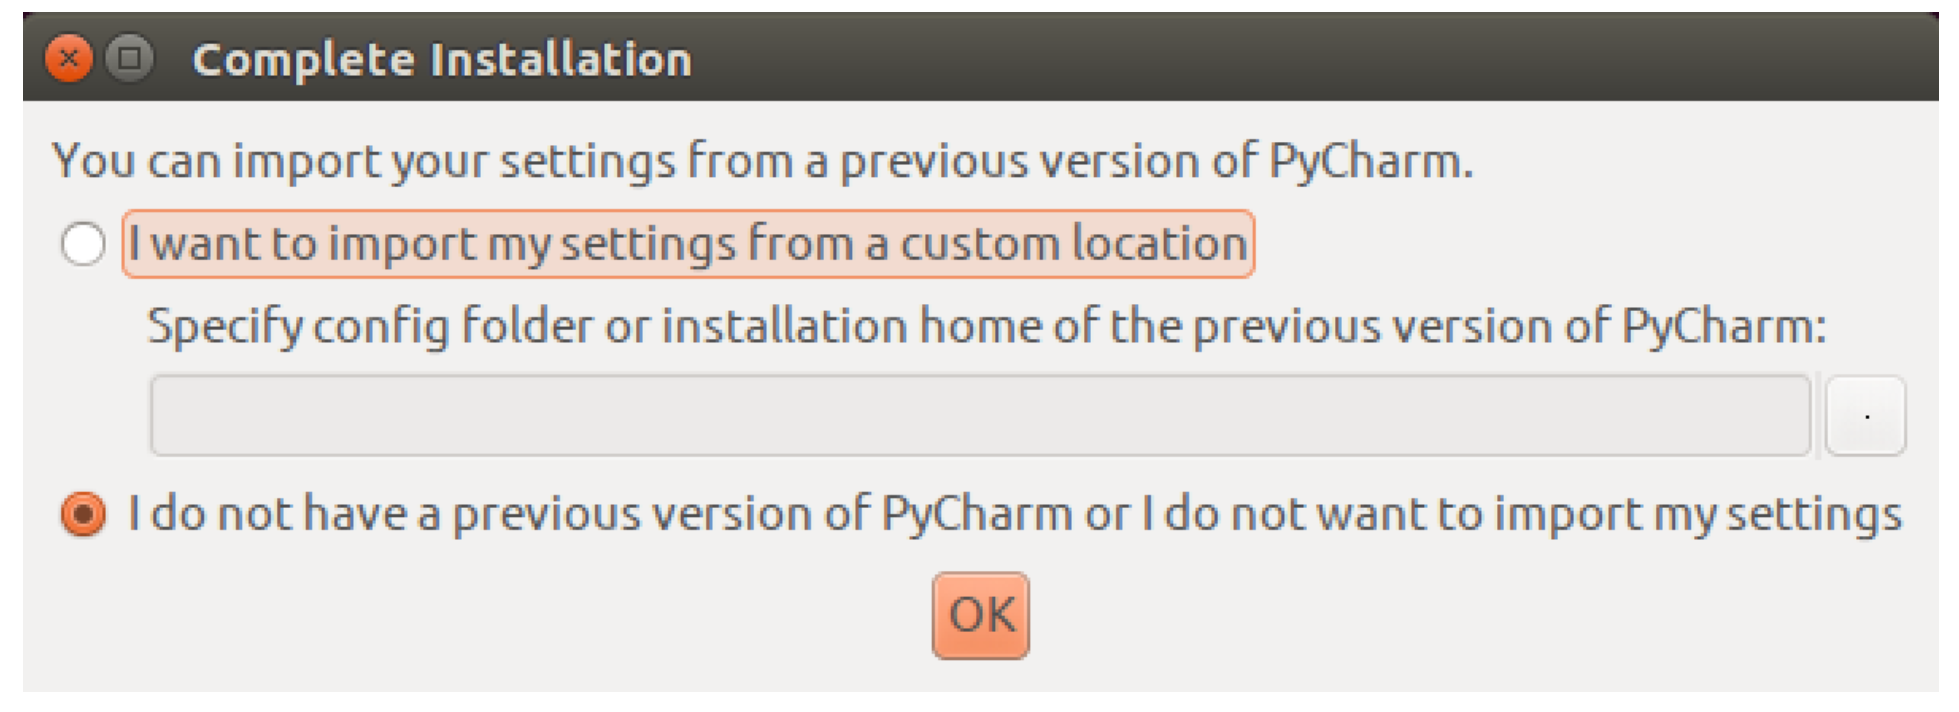 Complete Installation
You can import your settings from a previous version of PyCharm.
I want to import my settings from a custom location
Specify config folder or installation home of the previous version of PyCharm:
.
I do not have a previous version of PyCharm or I do not want to import my settings
OK